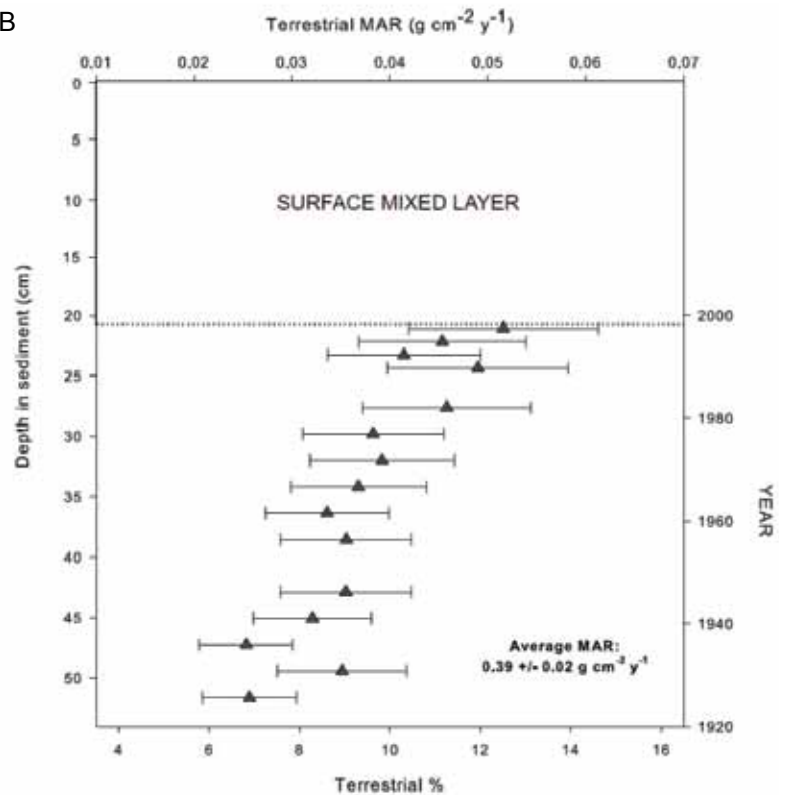 B
Terrestrial MAR (g cm-2 y-1)
0,01 0,02 0,03 0,04 0,05 0,06 0,07
0
5
10
15
20
25
30
35
40
45
50
Depth in sediment (cm)
SURFACE MIXED LAYER
2000
1980
1960
1940
1920
YEAR
Average MAR:
0.39 +/- 0.02 g cm-2 y-1
4 6 8 10 12 14 16
Terrestrial %